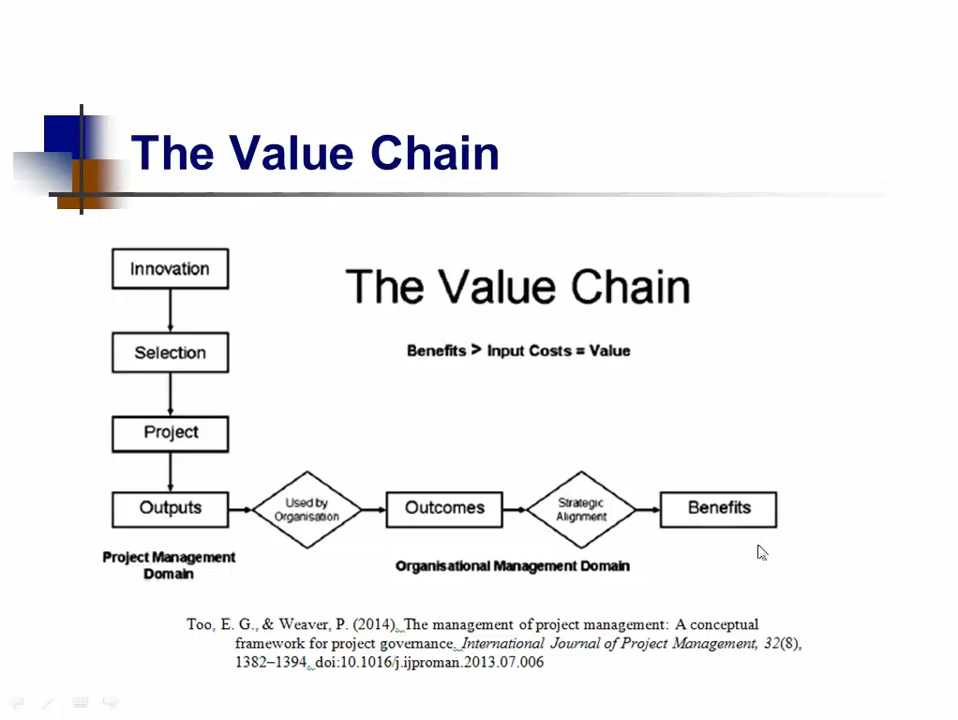 The Value Chain
Innovation
The Value Chain
Selection
Benefits > Input Costs = Value
Project
Outputs
Used by
Organisation
Outcomes
Strategic
Alignment
Benefits
Project Management
Domain
Organisational Management Domain
Too, E. G., & Weaver, P. (2014). The management of project management: A conceptual
framework for project governance. International Journal of Project Management, 32(8),
1382–1394. doi:10.1016/j.ijproman.2013.07.006